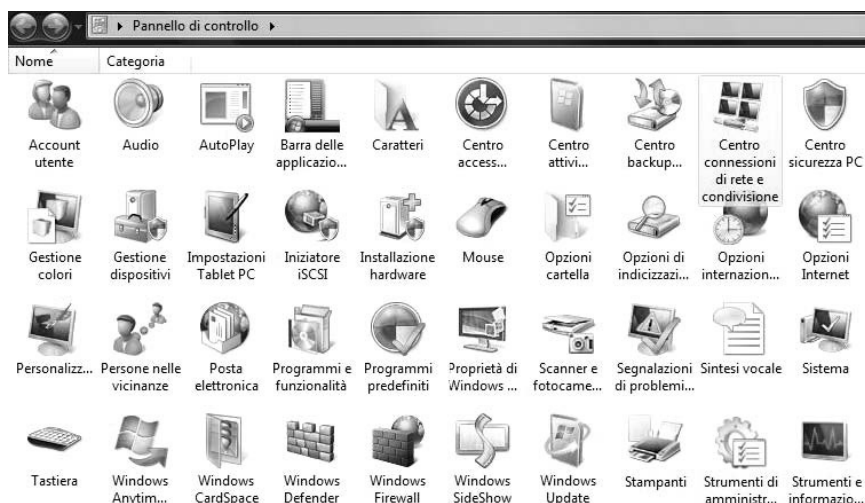 Pannello di controllo
Nome Categoria
Account utente
Audio
AutoPlay
Barra delle applicazio...
Caratteri
Centro access...
Centro attivi...
Centro backup...
Centro connessioni di rete e condivisione
Centro sicurezza PC
Gestione colori
Gestione dispositivi
Impostazioni Tablet PC
Iniziatore iSCSI
Installazione hardware
Mouse
Opzioni cartella
Opzioni di indicizzazi...
Opzioni internazion...
Opzioni Internet
Personalizz...
Persone nelle vicinanze
Posta elettronica
Programmi e funzionalità
Programmi predefiniti
Proprietà di Windows ...
Scanner e fotocame...
Segnalazioni di problemi...
Sintesi vocale
Sistema
Tastiera
Windows Anytim...
Windows CardSpace
Windows Defender
Windows Firewall
Windows SideShow
Windows Update
Stampanti
Strumenti di amministr...
Strumenti e informazio...